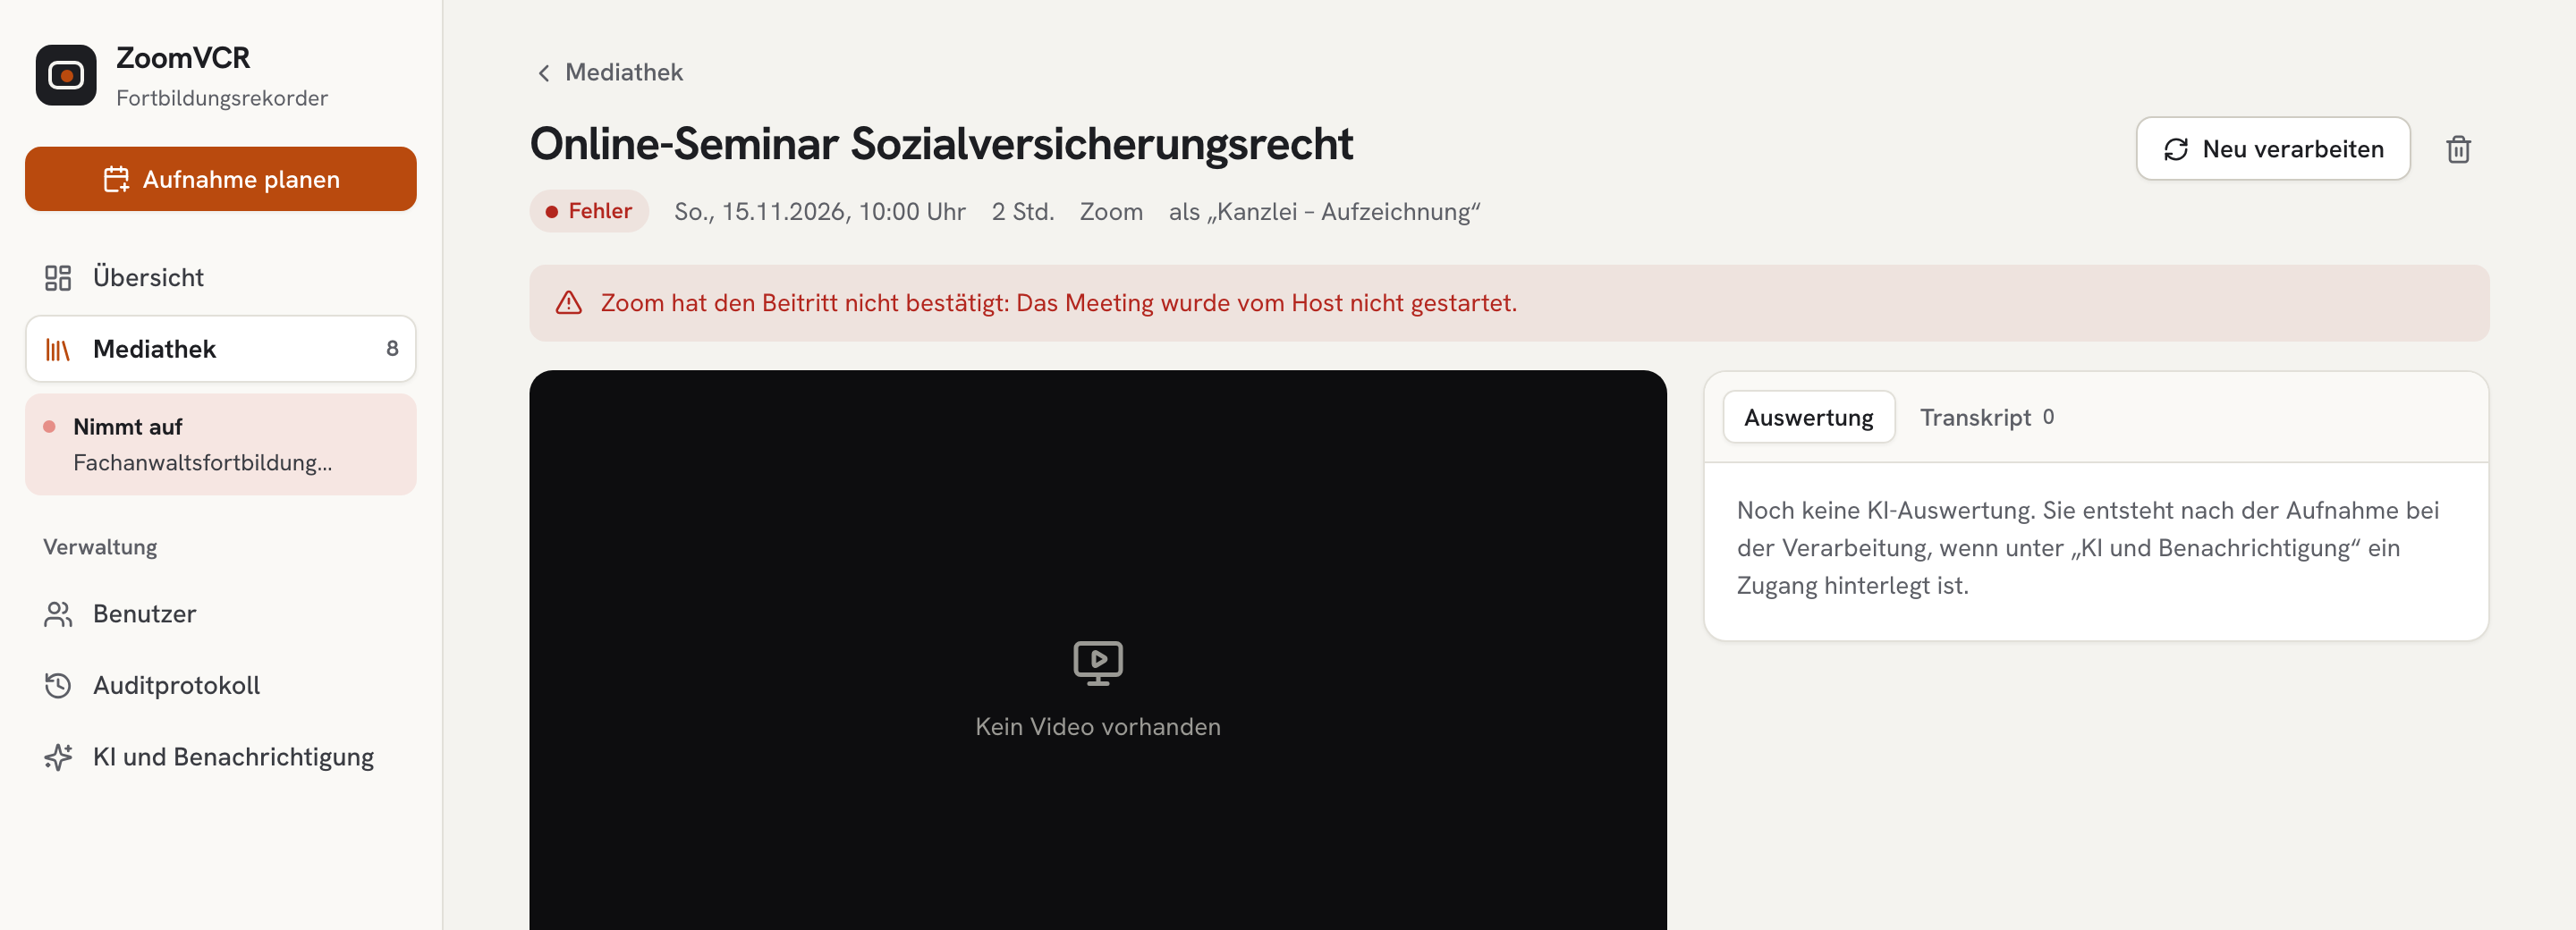 ZoomVCR
Fortbildungsrekorder
Aufnahme planen
Übersicht
Mediathek 8
Nimmt auf
Fachanwaltsfortbildung...
Verwaltung
Benutzer
Auditprotokoll
KI und Benachrichtigung
Mediathek
Online-Seminar Sozialversicherungsrecht
Neu verarbeiten
Fehler So., 15.11.2026, 10:00 Uhr 2 Std. Zoom als „Kanzlei – Aufzeichnung“
Zoom hat den Beitritt nicht bestätigt: Das Meeting wurde vom Host nicht gestartet.
Kein Video vorhanden
Auswertung Transkript 0
Noch keine KI-Auswertung. Sie entsteht nach der Aufnahme bei
der Verarbeitung, wenn unter „KI und Benachrichtigung“ ein
Zugang hinterlegt ist.